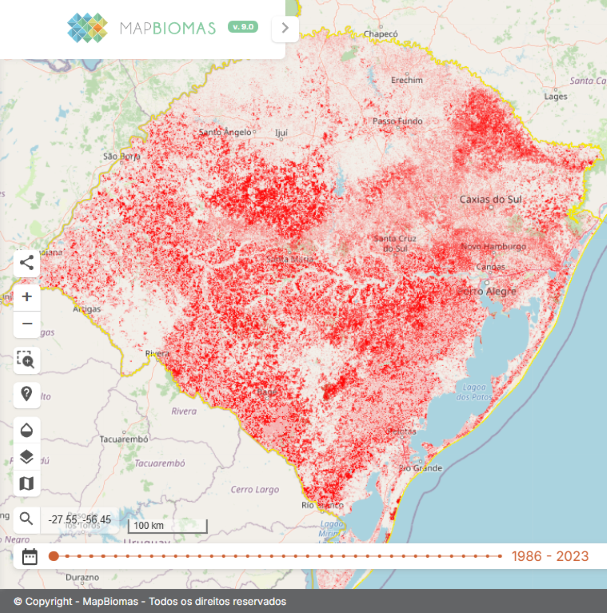 MAPBIOMAS v. 9.0
Chapecó
Erechim
Santa Ca
Lages
Passo Fundo
Santo Ângelo
Ijuí
São Borja
Caxias do Sul
Santa Cruz
do Sul
Novo Hamburgo
Santa Maria
Canoas
Porto Alegre
Artigas
Rivera
Lagoa
dos Patos
Bagé
Rivera
Tacuarembó
Tacuarembó
Rio Grande
Cerro Largo
Rio Branco
-27.55, -56.45
100 km
Lagoa
Mirim
1986 - 2023
Durazno
© Copyright - MapBiomas - Todos os direitos reservados